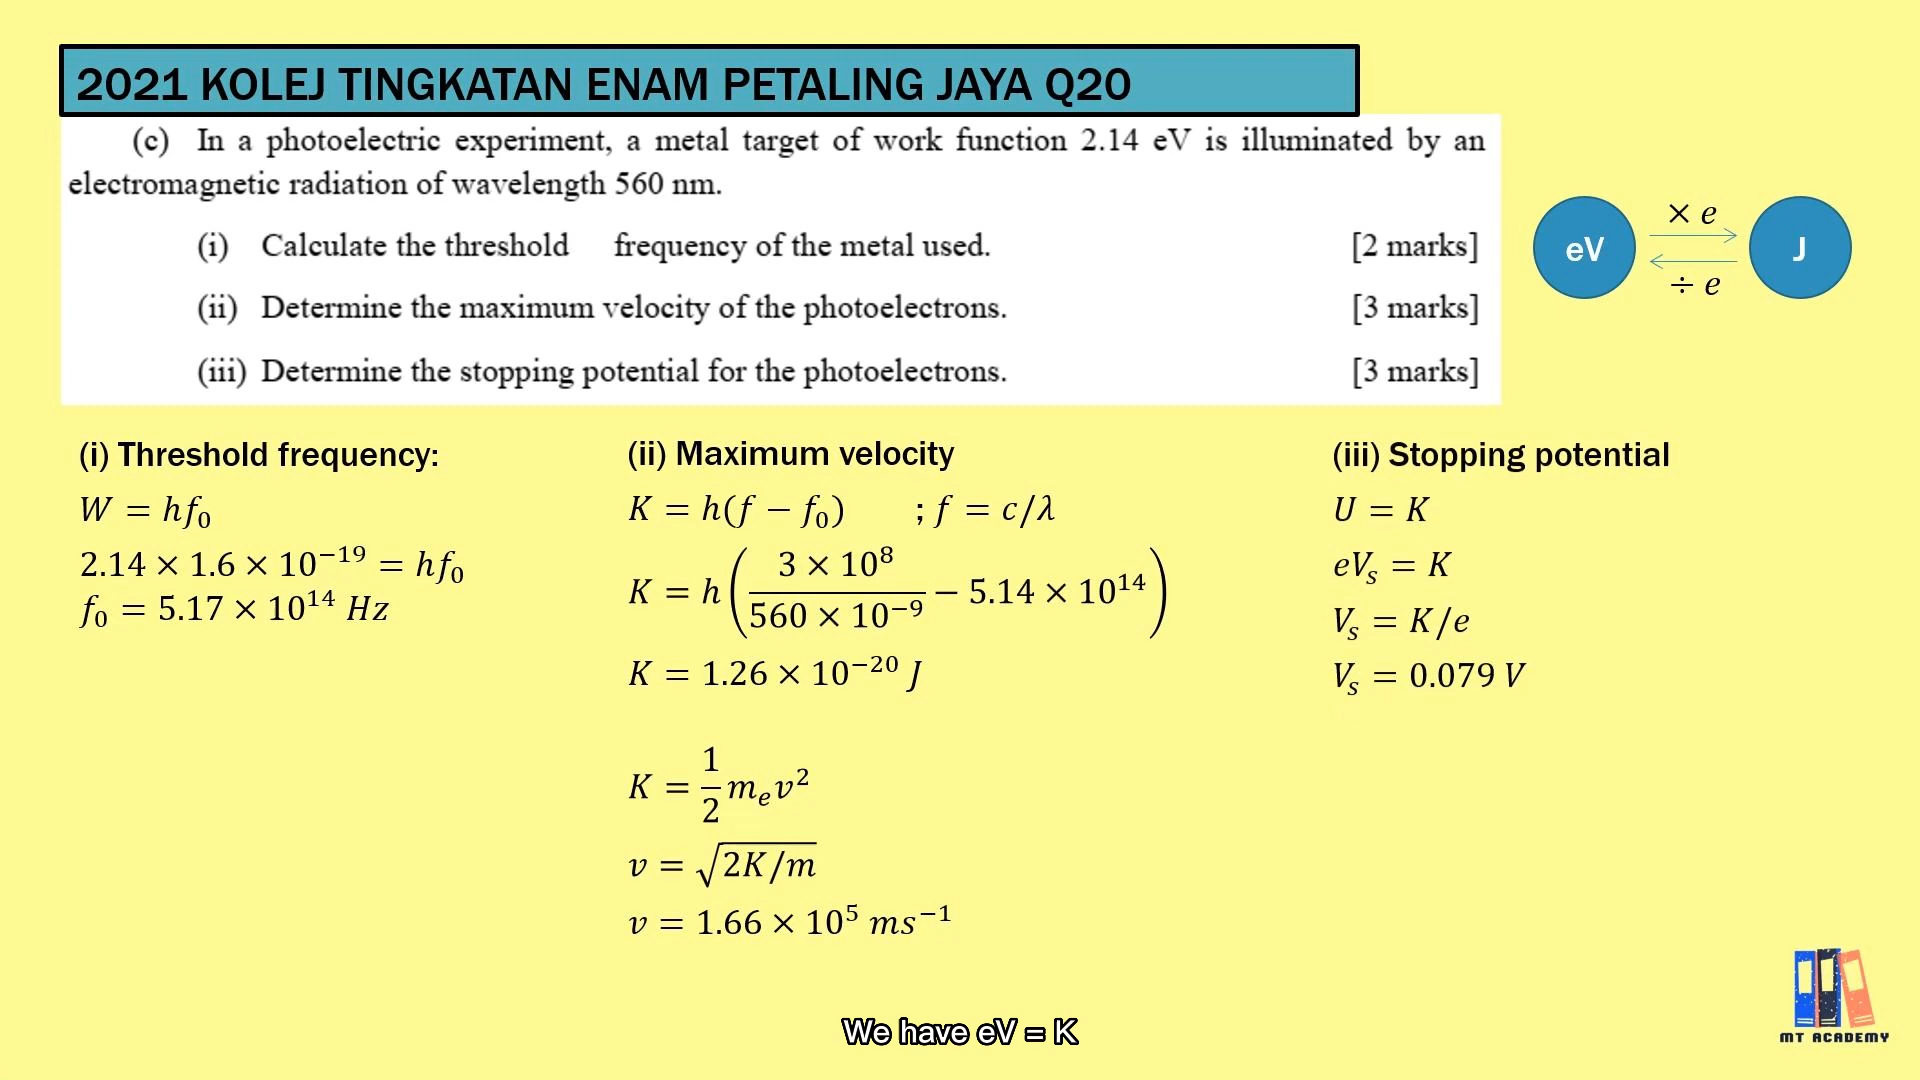 2021 KOLEJ TINGKATAN ENAM PETALING JAYA Q20
(c) In a photoelectric experiment, a metal target of work function 2.14 eV is illuminated by an
electromagnetic radiation of wavelength 560 nm.
(i) Calculate the threshold frequency of the metal used. [2 marks]
(ii) Determine the maximum velocity of the photoelectrons. [3 marks]
(iii) Determine the stopping potential for the photoelectrons. [3 marks]
× e
eV J
÷ e
(i) Threshold frequency:
W = hf₀
2.14 × 1.6 × 10⁻¹⁹ = hf₀
f₀ = 5.17 × 10¹⁴ Hz
(ii) Maximum velocity
K = h(f − f₀) ; f = c/λ
K = h((3 × 10⁸)/(560 × 10⁻⁹) − 5.14 × 10¹⁴)
K = 1.26 × 10⁻²⁰ J
K = 1/2 mₑv²
v = √(2K/m)
v = 1.66 × 10⁵ ms⁻¹
(iii) Stopping potential
U = K
eVₛ = K
Vₛ = K/e
Vₛ = 0.079 V
We have eV = K
MT ACADEMY